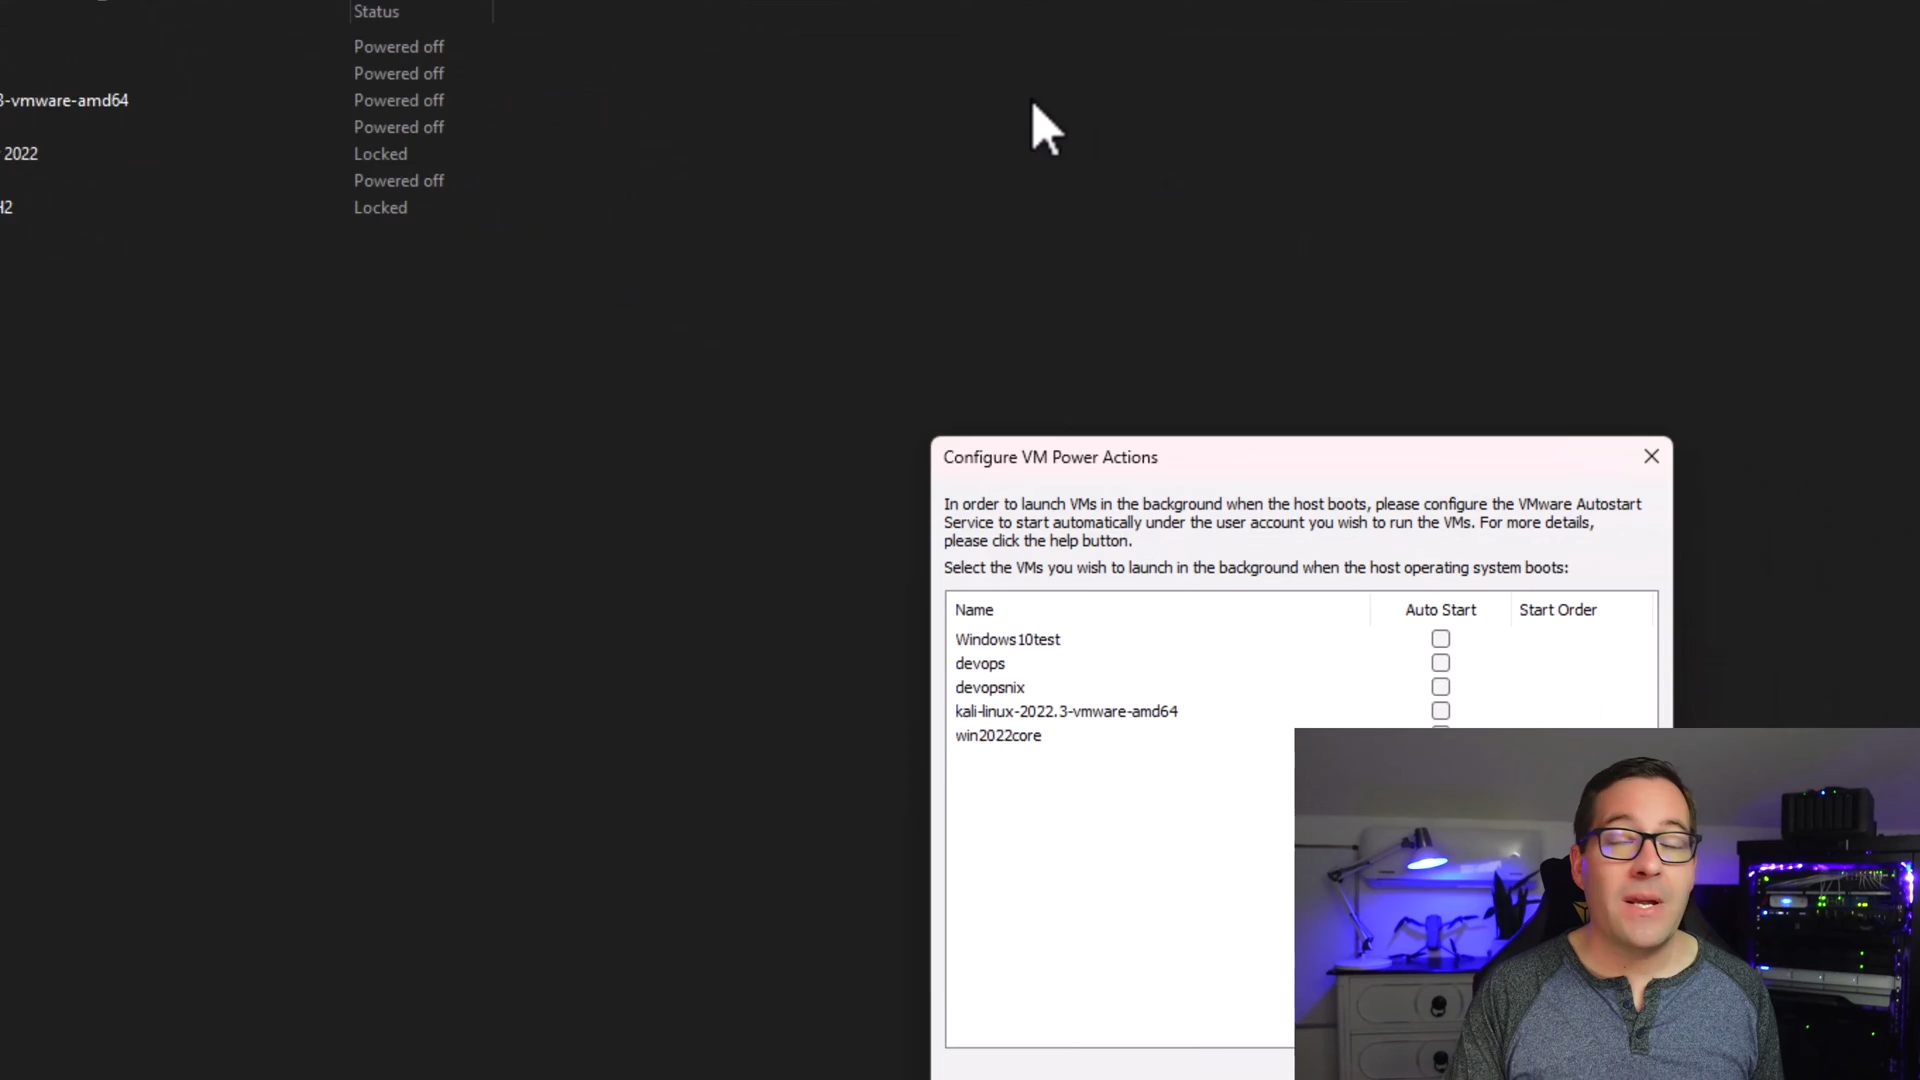 Status
Powered off
Powered off
3-vmware-amd64 Powered off
Powered off
2022 Locked
Powered off
H2 Locked
Configure VM Power Actions
In order to launch VMs in the background when the host boots, please configure the VMware Autostart
Service to start automatically under the user account you wish to run the VMs. For more details,
please click the help button.
Select the VMs you wish to launch in the background when the host operating system boots:
Name Auto Start Start Order
Windows10test
devops
devopsnix
kali-linux-2022.3-vmware-amd64
win2022core